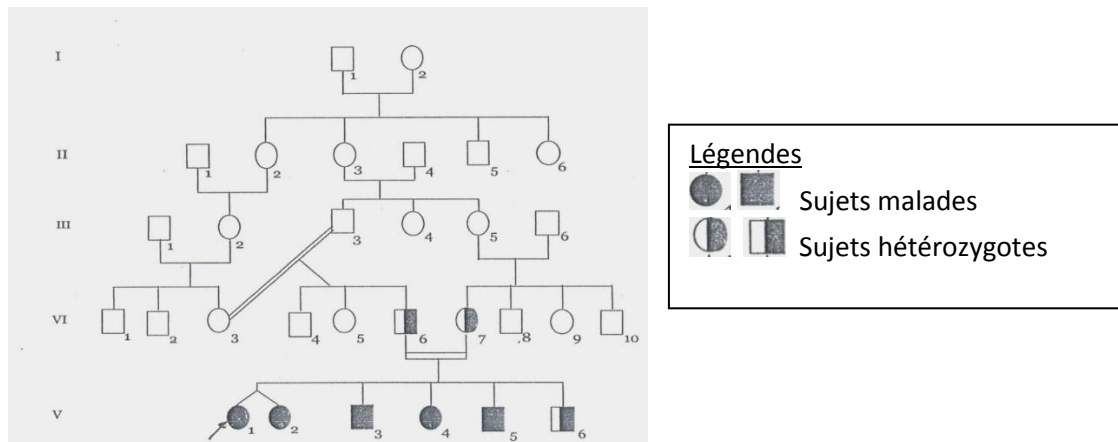 I
1 2
II
1 2 3 4 5 6
III
1 2 3 4 5 6
VI
1 2 3 4 5 6 7 8 9 10
V
1 2 3 4 5 6
Légendes
Sujets malades
Sujets hétérozygotes